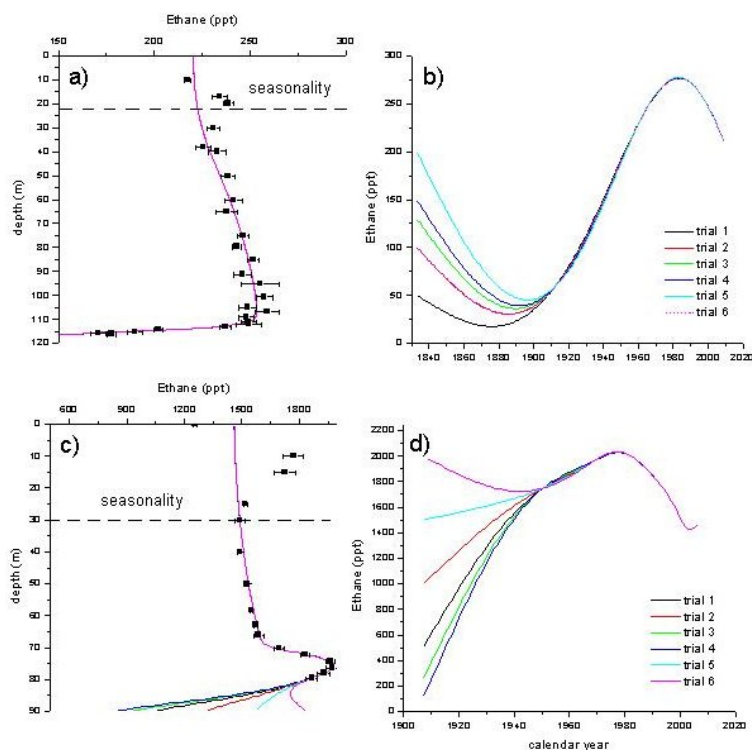 Ethane (ppt)
150 200 250 300
0
10
20
30
40
50
60
70
80
90
100
110
120
depth (m)
a)
seasonality
300
250
200
150
100
50
0
Ethane (ppt)
b)
trial 1
trial 2
trial 3
trial 4
trial 5
trial 6
1840 1860 1880 1900 1920 1940 1960 1980 2000 2020
Ethane (ppt)
600 900 1200 1500 1800
0
10
20
30
40
50
60
70
80
90
depth (m)
c)
seasonality
2200
2000
1800
1600
1400
1200
1000
800
600
400
200
0
Ethane (ppt)
d)
trial 1
trial 2
trial 3
trial 4
trial 5
trial 6
1900 1920 1940 1960 1980 2000 2020
calendar year